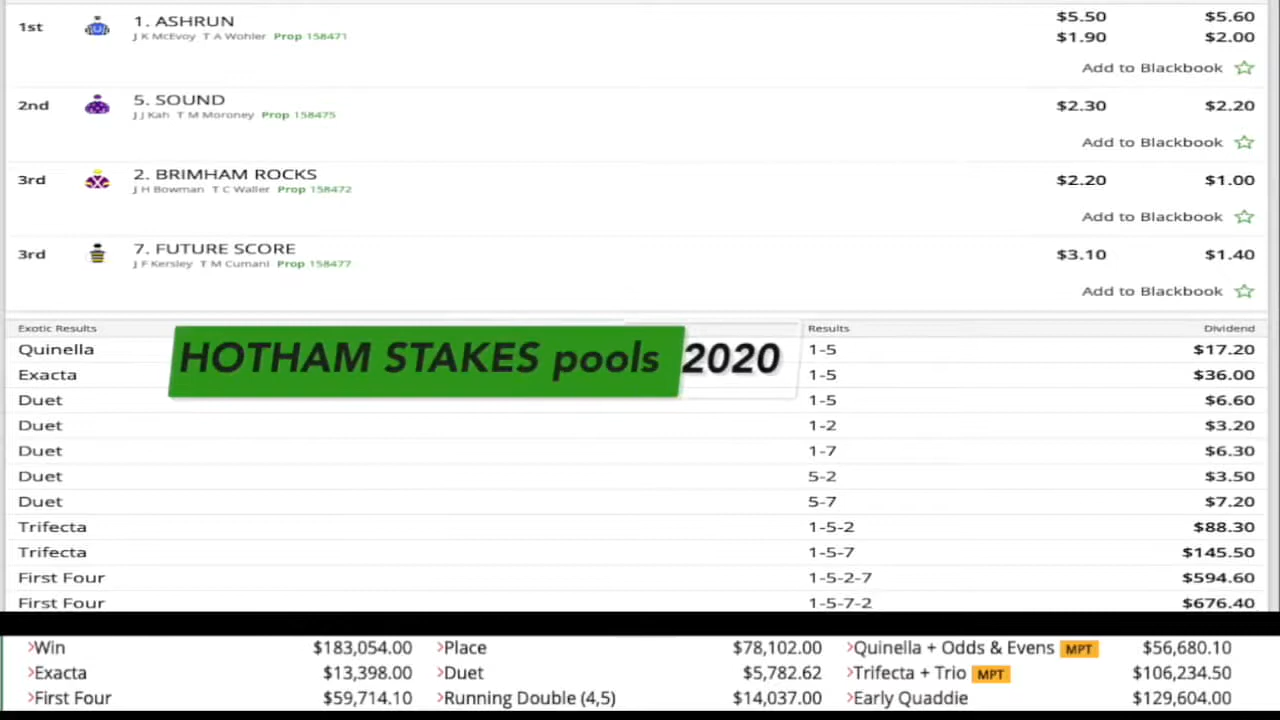 1st 1. ASHRUN $5.50 $5.60
J K McEvoy T A Wohler Prop 158471 $1.90 $2.00
Add to Blackbook
2nd 5. SOUND $2.30 $2.20
J J Kah T M Moroney Prop 158475
Add to Blackbook
3rd 2. BRIMHAM ROCKS $2.20 $1.00
J H Bowman T C Waller Prop 158472
Add to Blackbook
3rd 7. FUTURE SCORE $3.10 $1.40
J F Kersley T M Cumani Prop 158477
Add to Blackbook
Exotic Results Results Dividend
HOTHAM STAKES pools 2020
Quinella 1-5 $17.20
Exacta 1-5 $36.00
Duet 1-5 $6.60
Duet 1-2 $3.20
Duet 1-7 $6.30
Duet 5-2 $3.50
Duet 5-7 $7.20
Trifecta 1-5-2 $88.30
Trifecta 1-5-7 $145.50
First Four 1-5-2-7 $594.60
First Four 1-5-7-2 $676.40
>Win $183,054.00 >Place $78,102.00 >Quinella + Odds & Evens MPT $56,680.10
>Exacta $13,398.00 >Duet $5,782.62 >Trifecta + Trio MPT $106,234.50
>First Four $59,714.10 >Running Double (4,5) $14,037.00 >Early Quaddie $129,604.00